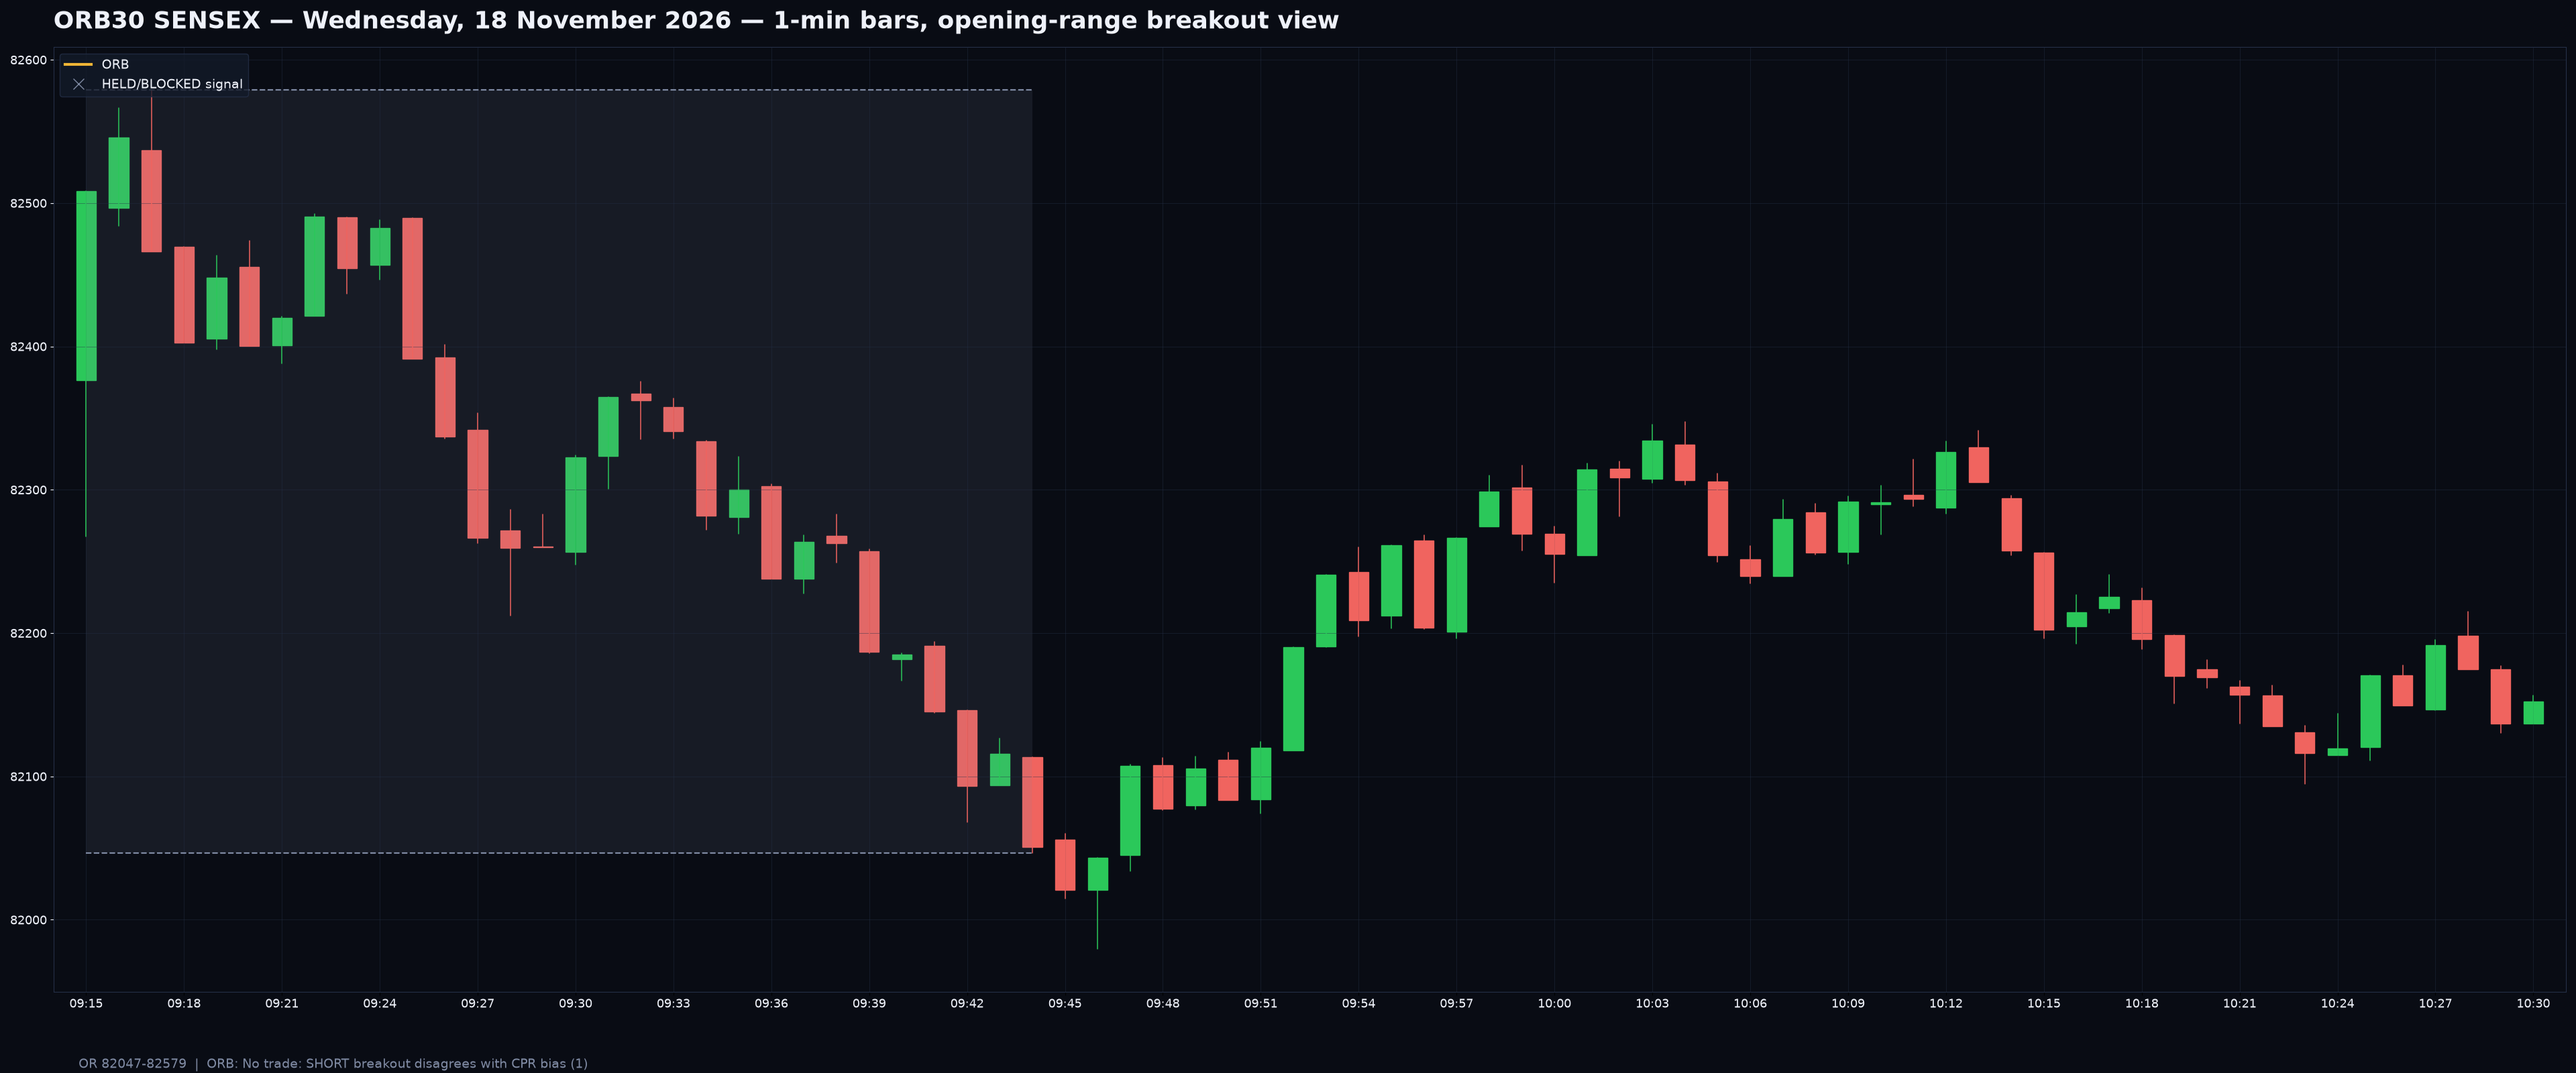 ORB30 SENSEX — Wednesday, 18 November 2026 — 1-min bars, opening-range breakout view
ORB
HELD/BLOCKED signal
82600
82500
82400
82300
82200
82100
82000
09:15 09:18 09:21 09:24 09:27 09:30 09:33 09:36 09:39 09:42 09:45 09:48 09:51 09:54 09:57 10:00 10:03 10:06 10:09 10:12 10:15 10:18 10:21 10:24 10:27 10:30
OR 82047-82579 | ORB: No trade: SHORT breakout disagrees with CPR bias (1)